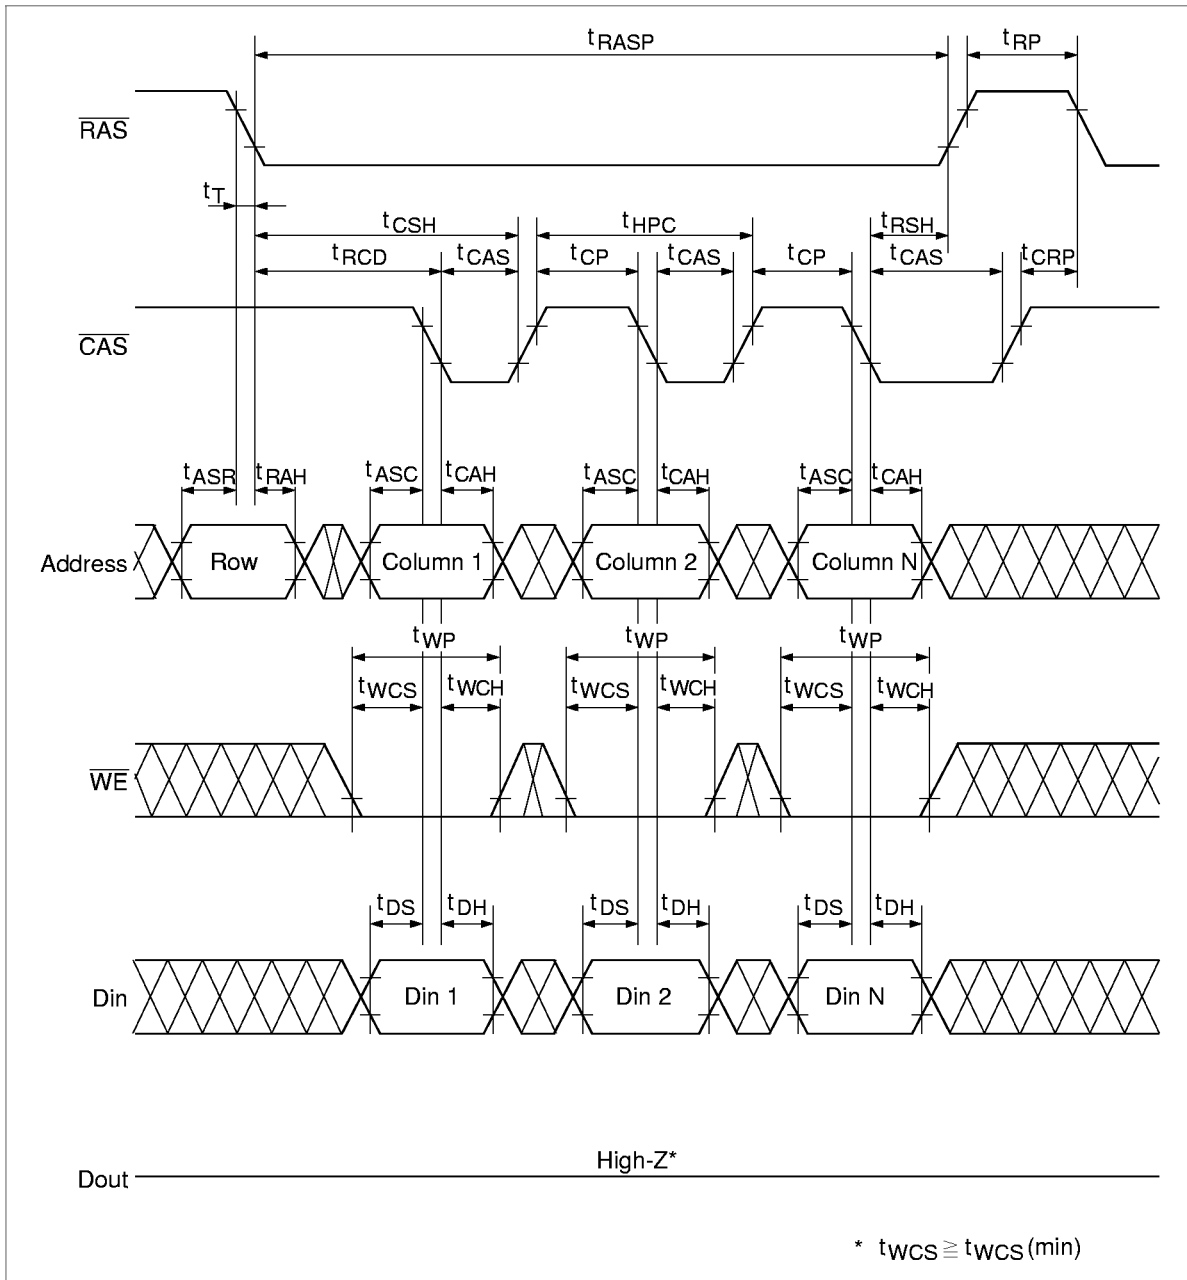 tRASP tRP
RAS
tT
tCSH tHPC tRSH
tRCD tCAS tCP tCAS tCP tCAS tCRP
CAS
tASR tRAH tASC tCAH tASC tCAH tASC tCAH
Address Row Column 1 Column 2 Column N
tWP tWP tWP
tWCS tWCH tWCS tWCH tWCS tWCH
WE
tDS tDH tDS tDH tDS tDH
Din Din 1 Din 2 Din N
High-Z*
Dout
* tWCS ≧ tWCS (min)